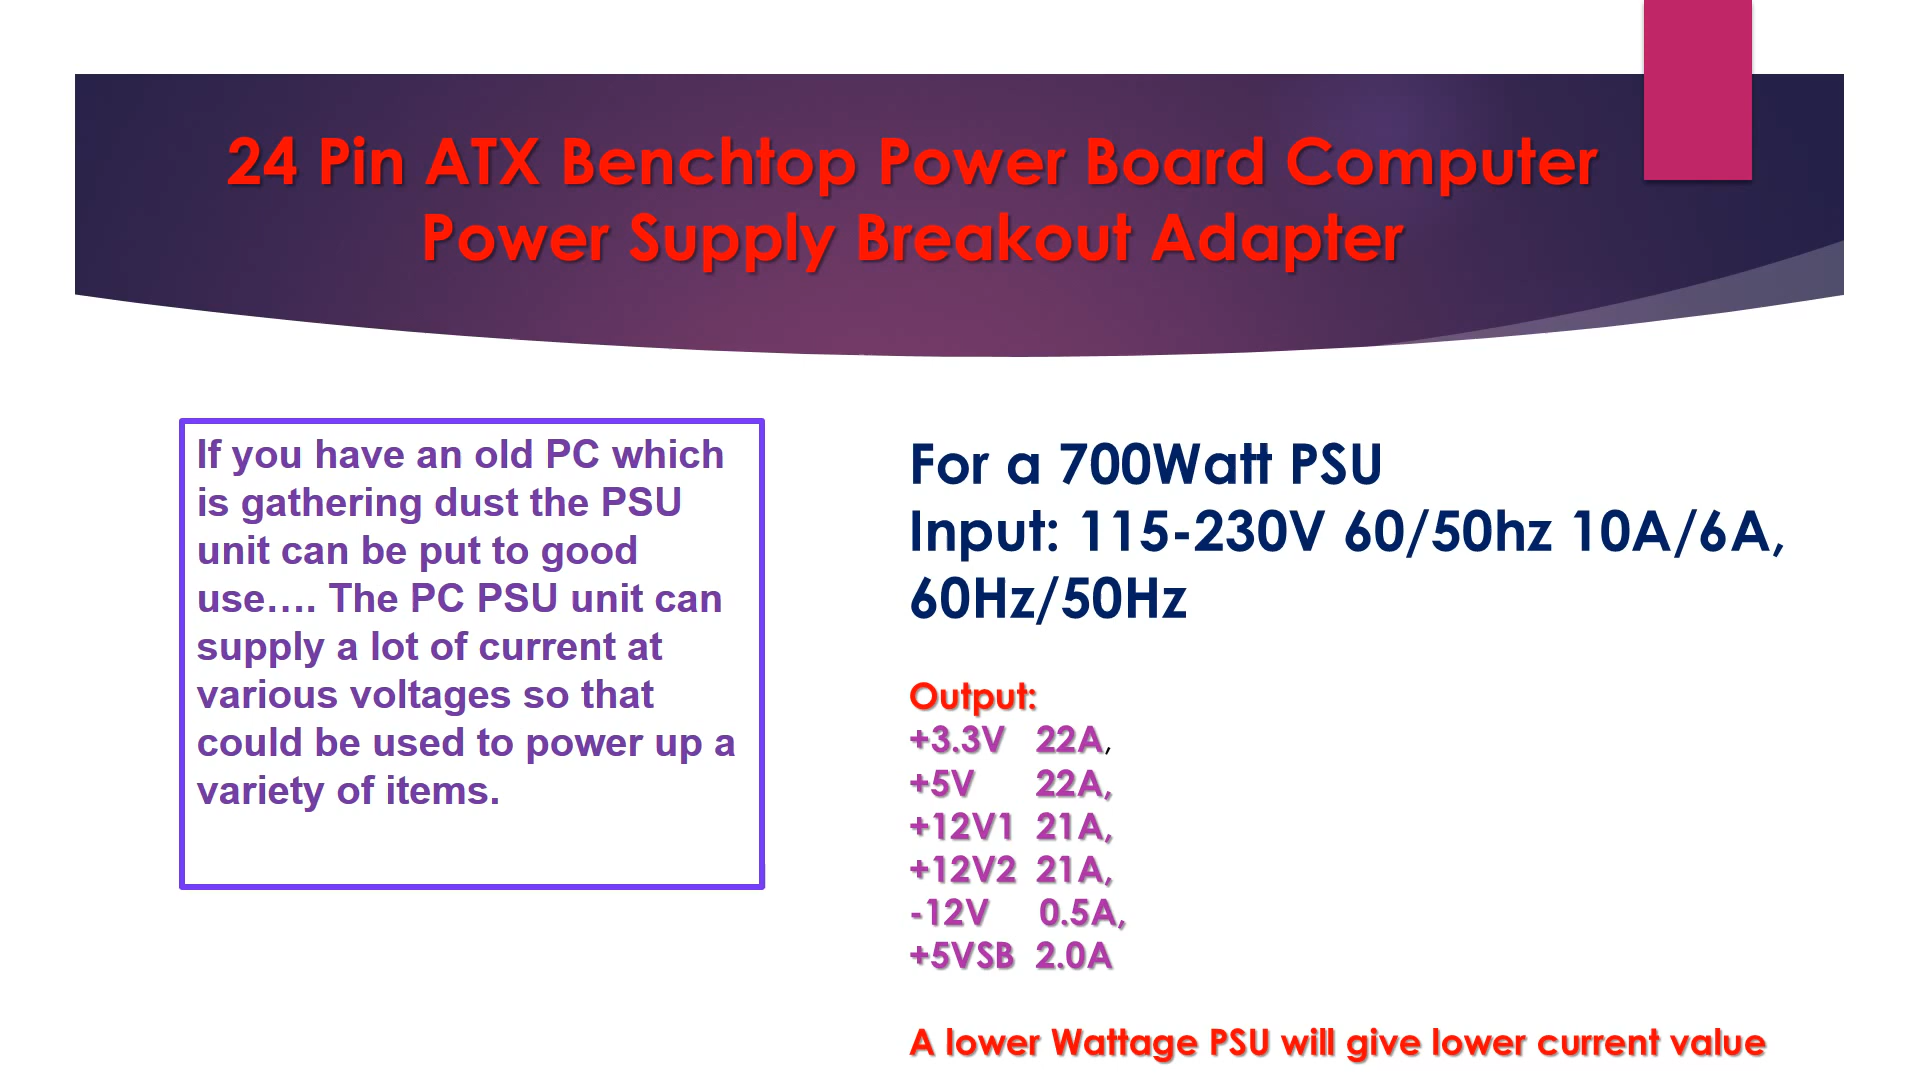 24 Pin ATX Benchtop Power Board Computer
Power Supply Breakout Adapter
If you have an old PC which
is gathering dust the PSU
unit can be put to good
use…. The PC PSU unit can
supply a lot of current at
various voltages so that
could be used to power up a
variety of items.
For a 700Watt PSU
Input: 115-230V 60/50hz 10A/6A,
60Hz/50Hz
Output:
+3.3V 22A,
+5V 22A,
+12V1 21A,
+12V2 21A,
-12V 0.5A,
+5VSB 2.0A
A lower Wattage PSU will give lower current value